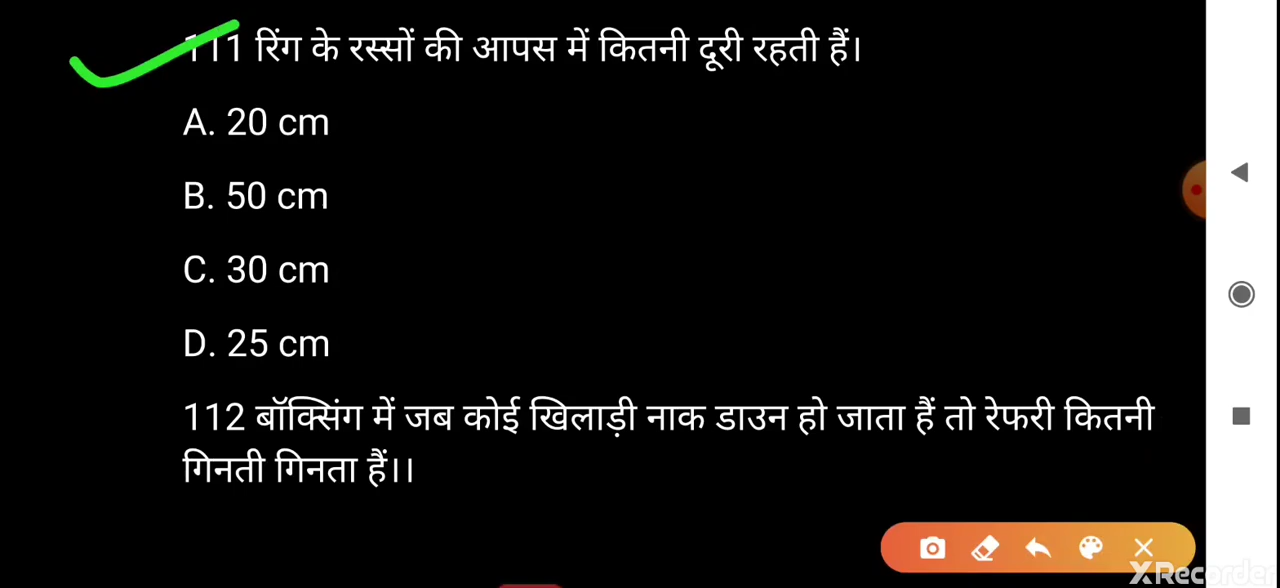 111 रिंग के रस्सों की आपस में कितनी दूरी रहती हैं।
A. 20 cm
B. 50 cm
C. 30 cm
D. 25 cm
112 बॉक्सिंग में जब कोई खिलाड़ी नाक डाउन हो जाता हैं तो रेफरी कितनी
गिनती गिनता हैं।।
XRecorder